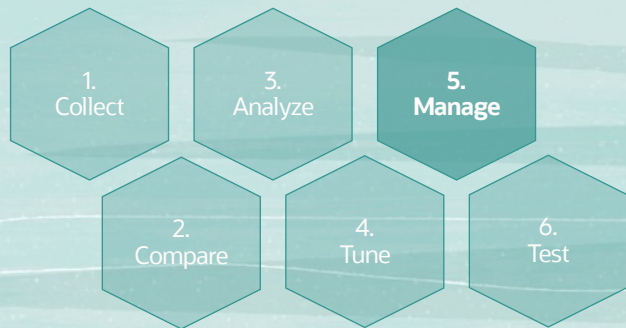 1.
Collect
2.
Compare
3.
Analyze
4.
Tune
5.
Manage
6.
Test